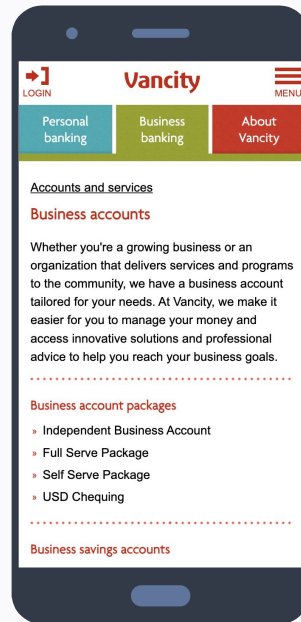 LOGIN
Vancity
MENU
Personal
banking
Business
banking
About
Vancity
Accounts and services
Business accounts
Whether you're a growing business or an
organization that delivers services and programs
to the community, we have a business account
tailored for your needs. At Vancity, we make it
easier for you to manage your money and
access innovative solutions and professional
advice to help you reach your business goals.
Business account packages
» Independent Business Account
» Full Serve Package
» Self Serve Package
» USD Chequing
Business savings accounts